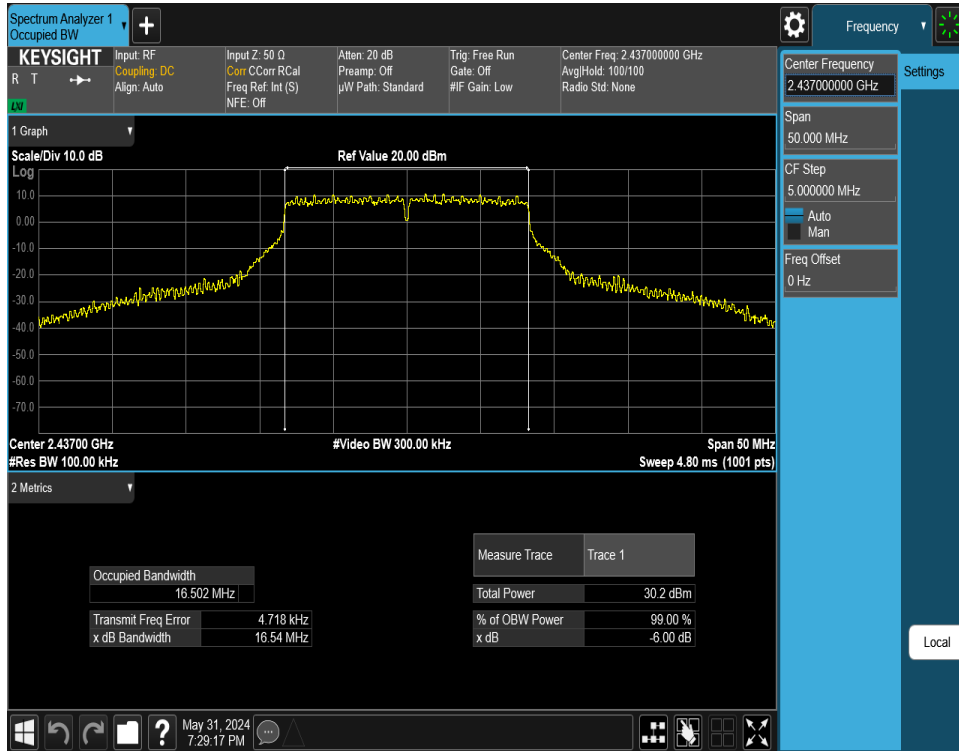 Spectrum Analyzer 1
Occupied BW
+
Frequency
KEYSIGHT
R T
LXI
Input: RF
Coupling: DC
Align: Auto
Input Z: 50 Ω
Corr CCorr RCal
Freq Ref: Int (S)
NFE: Off
Atten: 20 dB
Preamp: Off
µW Path: Standard
Trig: Free Run
Gate: Off
#IF Gain: Low
Center Freq: 2.437000000 GHz
Avg|Hold: 100/100
Radio Std: None
Center Frequency
2.437000000 GHz
Settings
Span
50.000 MHz
CF Step
5.000000 MHz
Auto
Man
Freq Offset
0 Hz
Local
1 Graph
Scale/Div 10.0 dB
Ref Value 20.00 dBm
Log
10.0
0.00
-10.0
-20.0
-30.0
-40.0
-50.0
-60.0
-70.0
Center 2.43700 GHz
#Video BW 300.00 kHz
Span 50 MHz
#Res BW 100.00 kHz
Sweep 4.80 ms (1001 pts)
2 Metrics
Measure Trace Trace 1
Occupied Bandwidth
16.502 MHz
Total Power 30.2 dBm
Transmit Freq Error 4.718 kHz
% of OBW Power 99.00 %
x dB Bandwidth 16.54 MHz
x dB -6.00 dB
?
May 31, 2024
7:29:17 PM